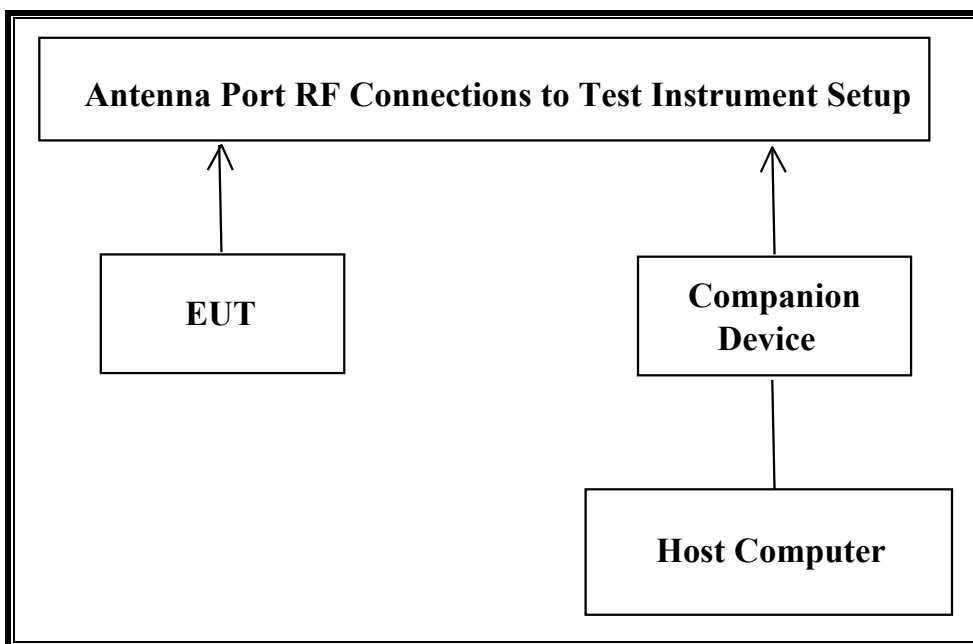 Antenna Port RF Connections to Test Instrument Setup
EUT
Companion
Device
Host Computer